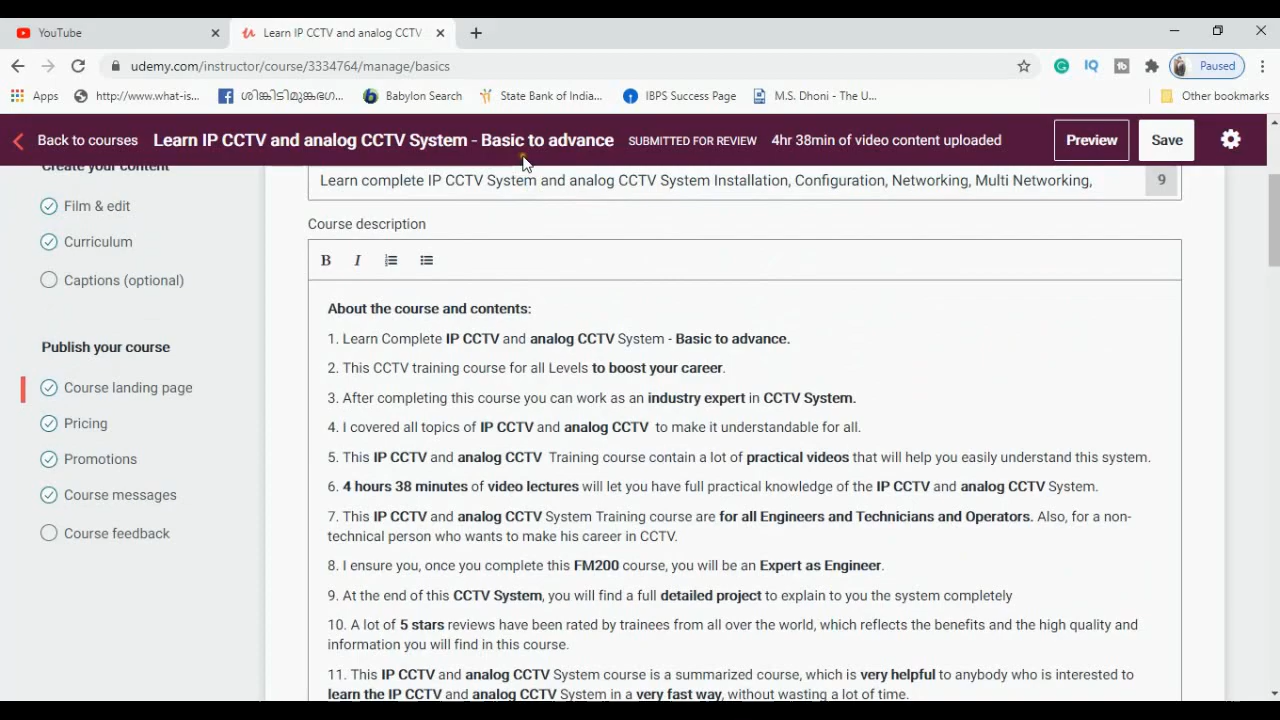 YouTube
Learn IP CCTV and analog CCTV
udemy.com/instructor/course/3334764/manage/basics
Paused
Apps
http://www.what-is...
Babylon Search
State Bank of India...
IBPS Success Page
M.S. Dhoni - The U...
Other bookmarks
Back to courses
Learn IP CCTV and analog CCTV System - Basic to advance
SUBMITTED FOR REVIEW
4hr 38min of video content uploaded
Preview
Save
Create your content
Film & edit
Curriculum
Captions (optional)
Publish your course
Course landing page
Pricing
Promotions
Course messages
Course feedback
Learn complete IP CCTV System and analog CCTV System Installation, Configuration, Networking, Multi Networking,
9
Course description
B I
About the course and contents:
1. Learn Complete IP CCTV and analog CCTV System - Basic to advance.
2. This CCTV training course for all Levels to boost your career.
3. After completing this course you can work as an industry expert in CCTV System.
4. I covered all topics of IP CCTV and analog CCTV to make it understandable for all.
5. This IP CCTV and analog CCTV Training course contain a lot of practical videos that will help you easily understand this system.
6. 4 hours 38 minutes of video lectures will let you have full practical knowledge of the IP CCTV and analog CCTV System.
7. This IP CCTV and analog CCTV System Training course are for all Engineers and Technicians and Operators. Also, for a non-
technical person who wants to make his career in CCTV.
8. I ensure you, once you complete this FM200 course, you will be an Expert as Engineer.
9. At the end of this CCTV System, you will find a full detailed project to explain to you the system completely
10. A lot of 5 stars reviews have been rated by trainees from all over the world, which reflects the benefits and the high quality and
information you will find in this course.
11. This IP CCTV and analog CCTV System course is a summarized course, which is very helpful to anybody who is interested to
learn the IP CCTV and analog CCTV System in a very fast way, without wasting a lot of time.